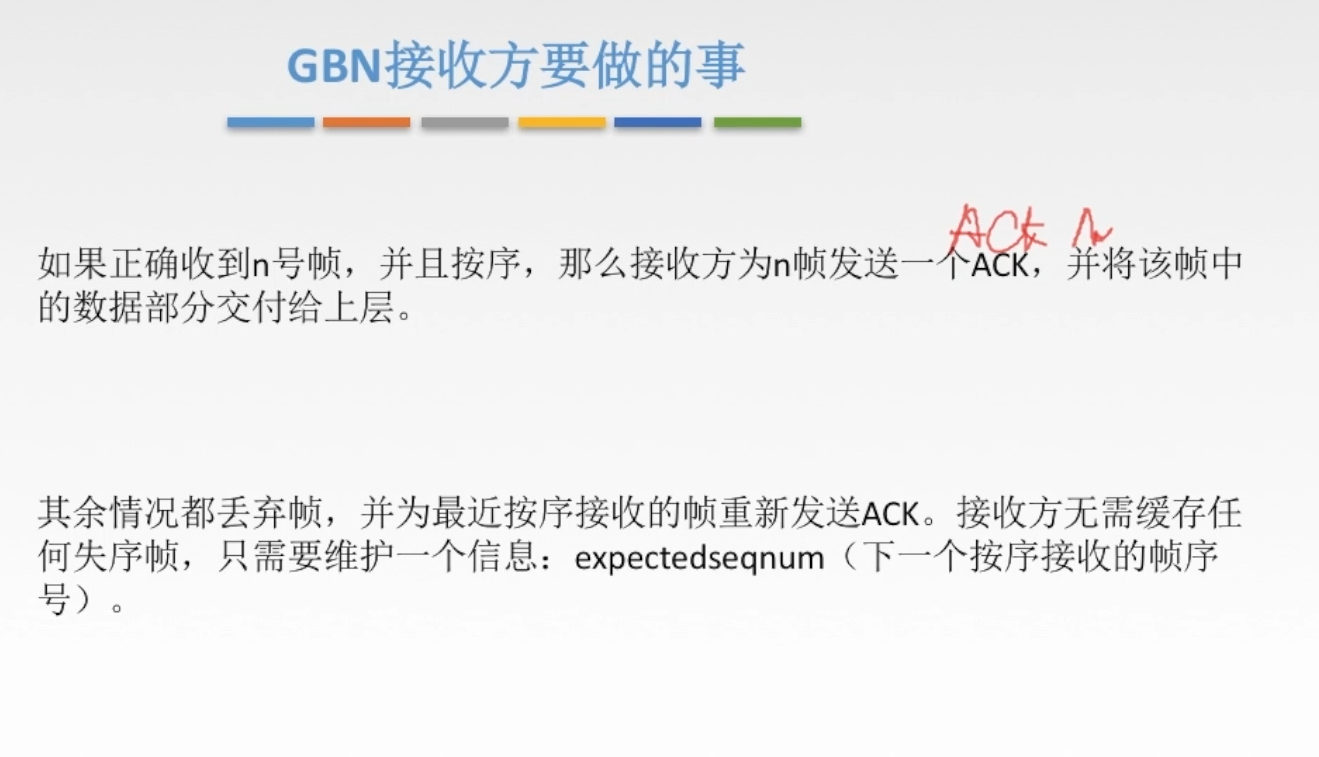 GBN接收方要做的事
ACK n
如果正确收到n号帧，并且按序，那么接收方为n帧发送一个ACK，并将该帧中
的数据部分交付给上层。
其余情况都丢弃帧，并为最近按序接收的帧重新发送ACK。接收方无需缓存任
何失序帧，只需要维护一个信息：expectedseqnum（下一个按序接收的帧序
号）。